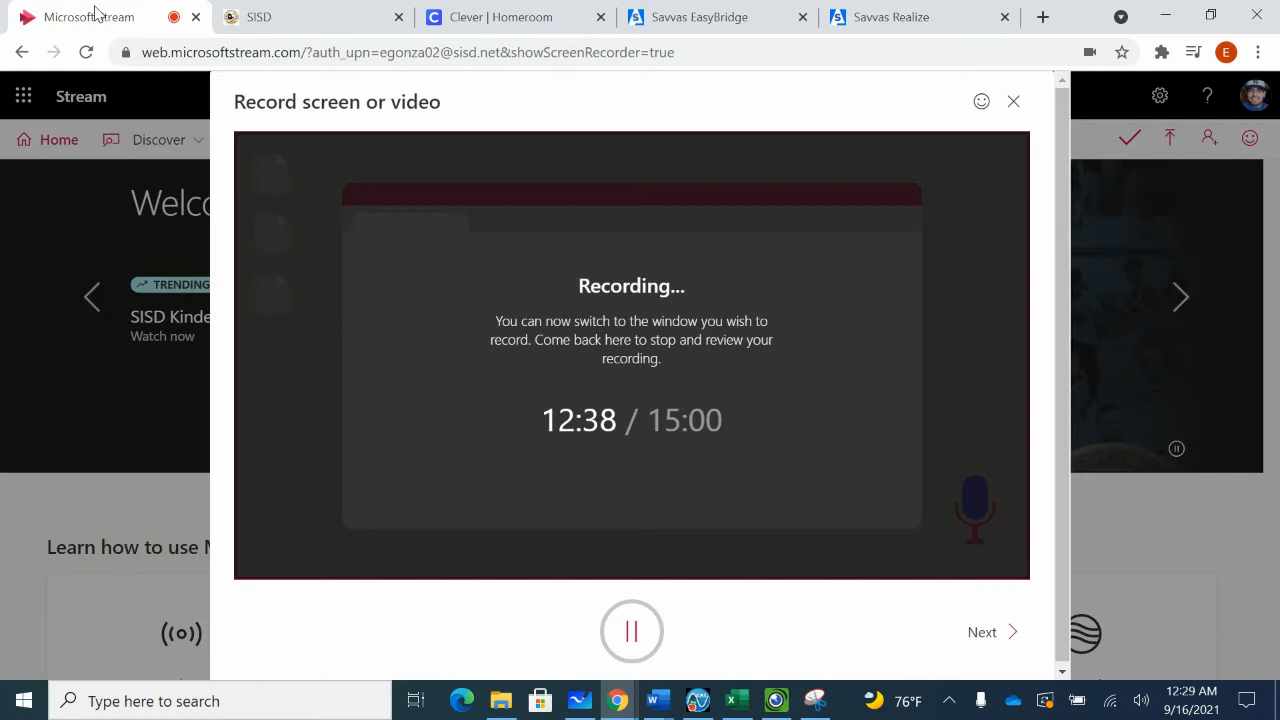 Microsoft Stream
SISD
Clever | Homeroom
Savvas EasyBridge
Savvas Realize
web.microsoftstream.com/?auth_upn=egonza02@sisd.net&showScreenRecorder=true
E
Stream
Record screen or video
Home
Discover
Welco
TRENDING
SISD Kinde
Watch now
Recording...
You can now switch to the window you wish to
record. Come back here to stop and review your
recording.
12:38 / 15:00
Learn how to use M
Next
Type here to search
76°F
12:29 AM
9/16/2021